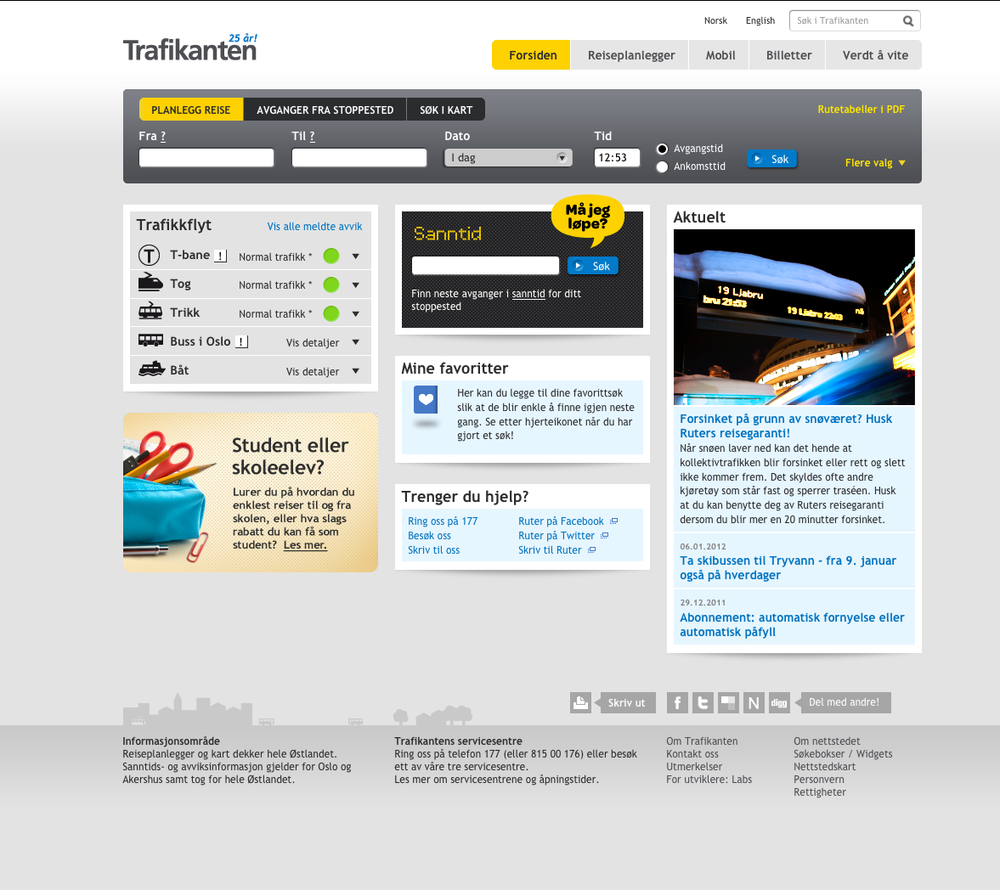 Norsk English Søk i Trafikanten
25 år!
Trafikanten
Forsiden Reiseplanlegger Mobil Billetter Verdt å vite
PLANLEGG REISE AVGANGER FRA STOPPESTED SØK I KART
Rutetabeller i PDF
Fra ? Til ? Dato Tid
I dag 12:53
Avgangstid
Ankomsttid
Søk
Flere valg
Trafikkflyt Vis alle meldte avvik
T-bane ! Normal trafikk *
Tog Normal trafikk *
Trikk Normal trafikk *
Buss i Oslo ! Vis detaljer
Båt Vis detaljer
Student eller
skoleelev?
Lurer du på hvordan du
enklest reiser til og fra
skolen, eller hva slags
rabatt du kan få som
student? Les mer.
Må jeg
løpe?
Sanntid
Søk
Finn neste avganger i sanntid for ditt
stoppested
Mine favoritter
Her kan du legge til dine favorittsøk
slik at de blir enkle å finne igjen neste
gang. Se etter hjerteikonet når du har
gjort et søk!
Trenger du hjelp?
Ring oss på 177 Ruter på Facebook
Besøk oss Ruter på Twitter
Skriv til oss Skriv til Ruter
Aktuelt
19 Ljabru
bru 21:53
19 Ljabru 22:03 nå
Forsinket på grunn av snøværet? Husk
Ruters reisegaranti!
Når snøen laver ned kan det hende at
kollektivtrafikken blir forsinket eller rett og slett
ikke kommer frem. Det skyldes ofte andre
kjøretøy som står fast og sperrer traséen. Husk
at du kan benytte deg av Ruters reisegaranti
dersom du blir mer en 20 minutter forsinket.
06.01.2012
Ta skibussen til Tryvann - fra 9. januar
også på hverdager
29.12.2011
Abonnement: automatisk fornyelse eller
automatisk påfyll
Skriv ut f t N digg Del med andre!
Informasjonsområde
Reiseplanlegger og kart dekker hele Østlandet.
Sanntids- og avviksinformasjon gjelder for Oslo og
Akershus samt tog for hele Østlandet.
Trafikantens servicesentre
Ring oss på telefon 177 (eller 815 00 176) eller besøk
ett av våre tre servicesentre.
Les mer om servicesentrene og åpningstider.
Om Trafikanten
Kontakt oss
Utmerkelser
For utviklere: Labs
Om nettstedet
Søkebokser / Widgets
Nettstedskart
Personvern
Rettigheter